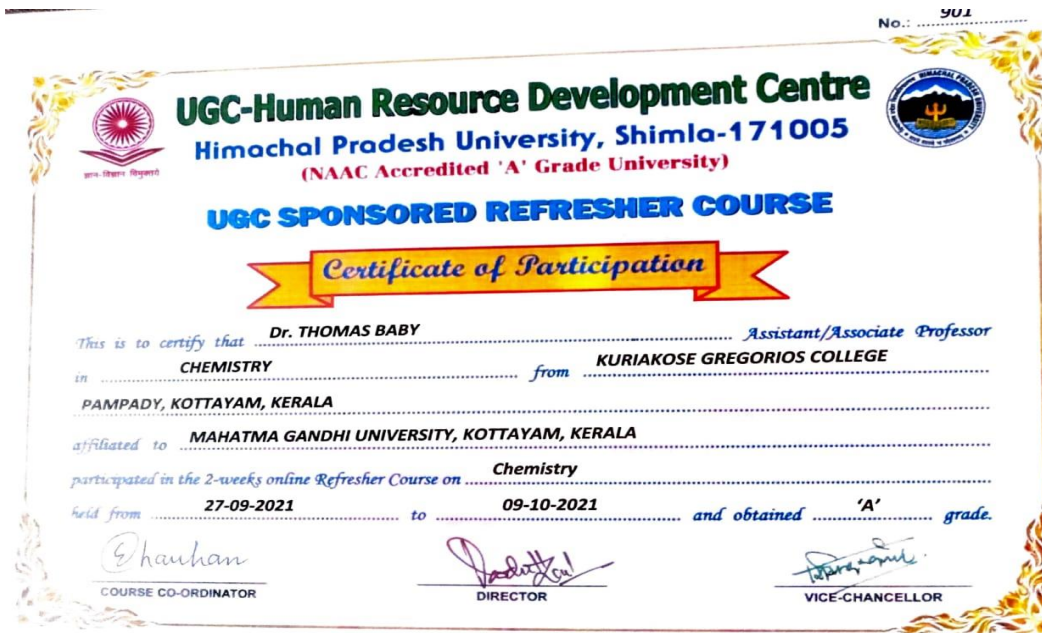 No.: 901
UGC-Human Resource Development Centre
Himachal Pradesh University, Shimla-171005
(NAAC Accredited 'A' Grade University)
ज्ञान-विज्ञान विमुक्तये
HIMACHAL PRADESH UNIVERSITY
UGC SPONSORED REFRESHER COURSE
Certificate of Participation
This is to certify that Dr. THOMAS BABY Assistant/Associate Professor
in CHEMISTRY from KURIAKOSE GREGORIOS COLLEGE
PAMPADY, KOTTAYAM, KERALA
affiliated to MAHATMA GANDHI UNIVERSITY, KOTTAYAM, KERALA
participated in the 2-weeks online Refresher Course on Chemistry
held from 27-09-2021 to 09-10-2021 and obtained ‘A’ grade.
Chauhan
COURSE CO-ORDINATOR
DIRECTOR
VICE-CHANCELLOR